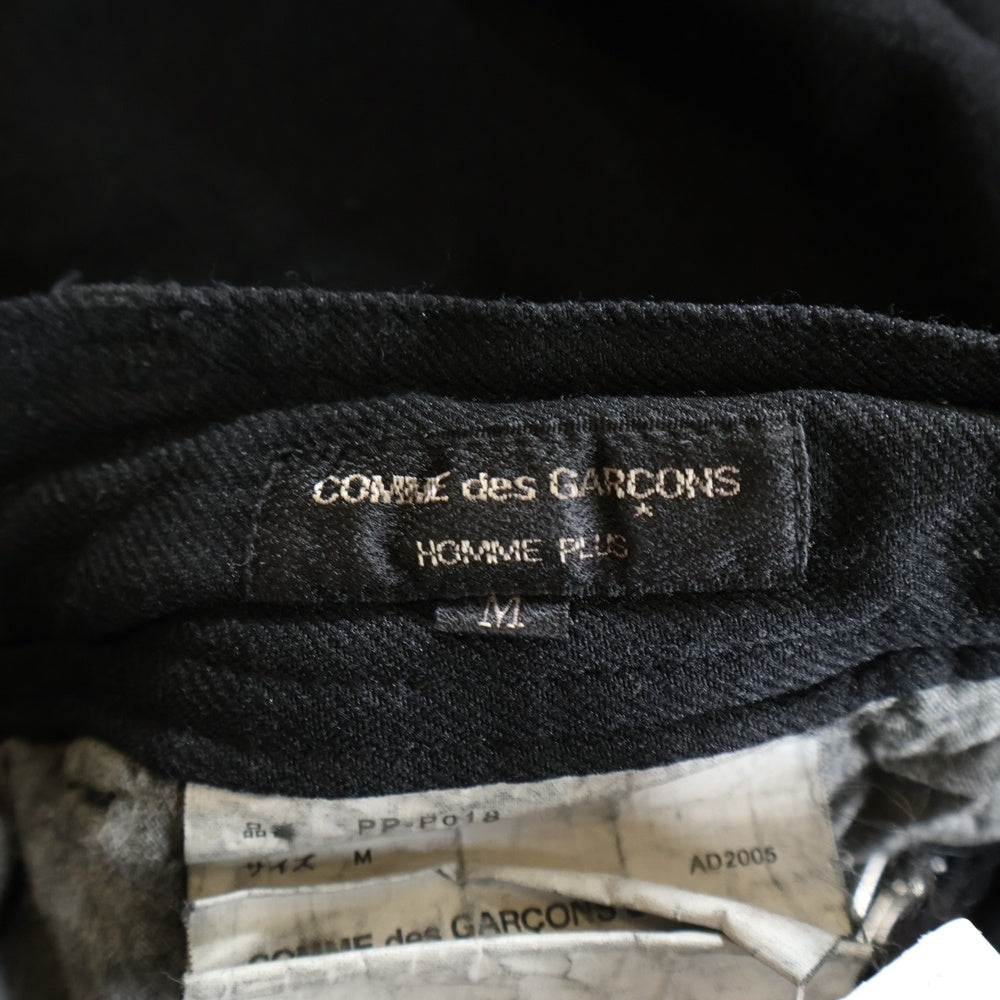 COMME des GARÇONS
HOMME PLUS
M
品番 PP-P018
サイズ M AD2005
COMME des GARÇONS